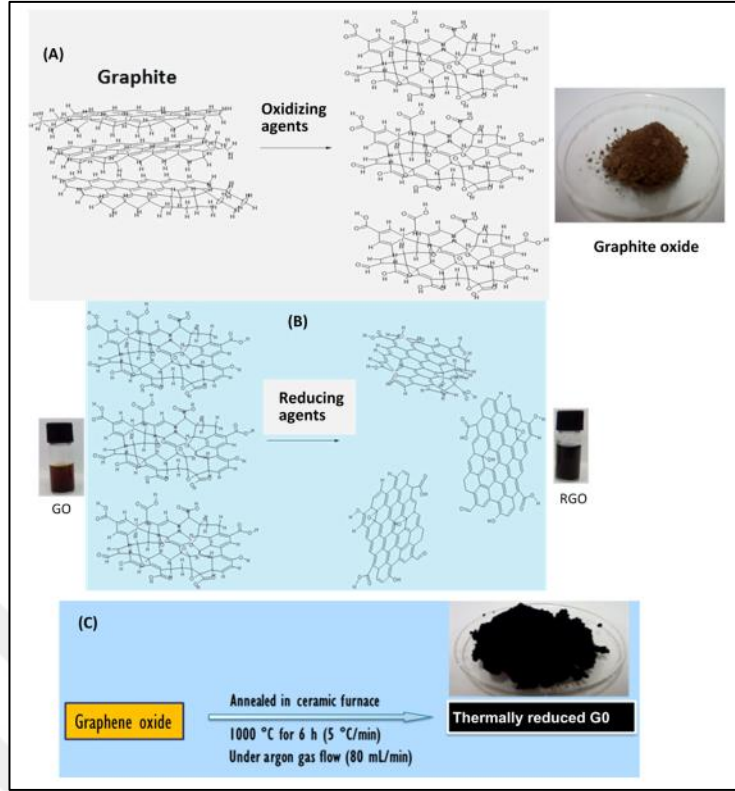 (A)
Graphite
Oxidizing
agents
Graphite oxide
(B)
Reducing
agents
GO
RGO
(C)
Graphene oxide
Annealed in ceramic furnace
1000 °C for 6 h (5 °C/min)
Under argon gas flow (80 mL/min)
Thermally reduced G0